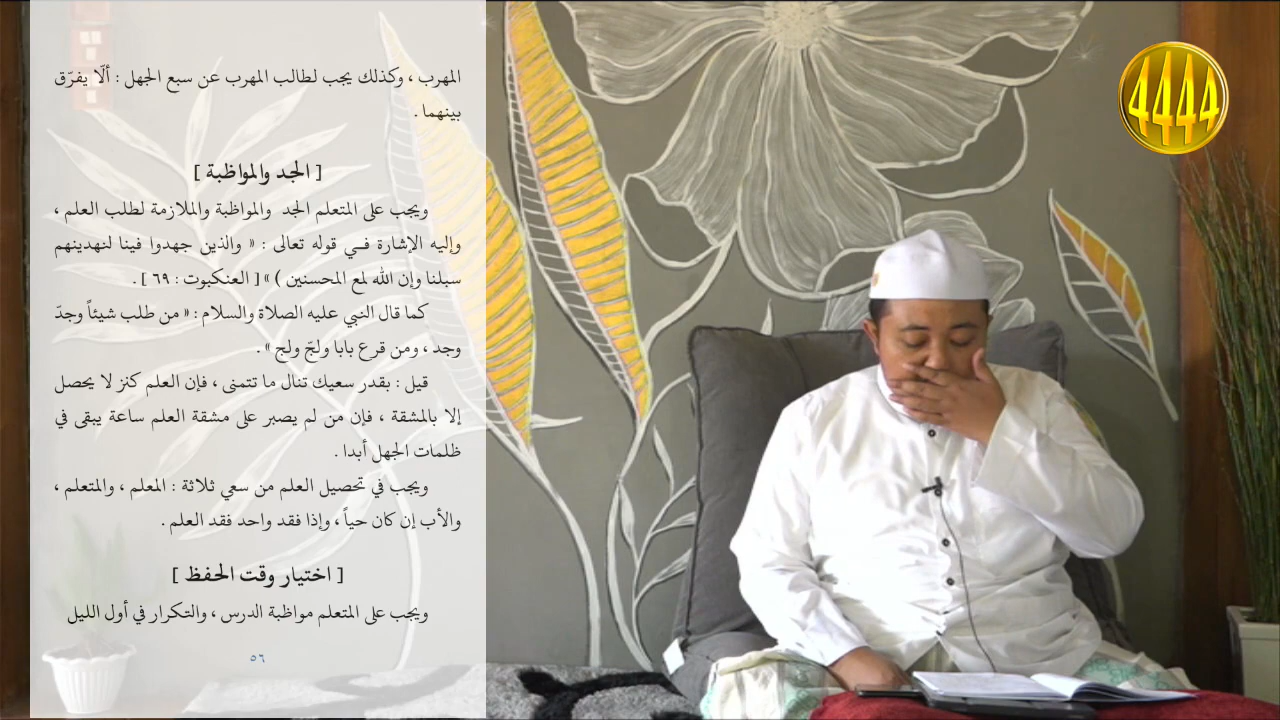 المهرب ، وكذلك يجب لطالب المهرب عن سبع الجهل : ألّا يفرّق
بينهما .
[ الجد والمواظبة ]
ويجب على المتعلم الجد والمواظبة والملازمة لطلب العلم ،
وإليه الإشارة في قوله تعالى : « والذين جهدوا فينا لنهدينهم
سبلنا وإن الله لمع المحسنين ) » [ العنكبوت : ٦٩ ] .
كما قال النبي عليه الصلاة والسلام : « من طلب شيئاً وجدّ
وجد ، ومن قرع بابا ولجّ ولج » .
قيل : بقدر سعيك تنال ما تتمنى ، فإن العلم كنز لا يحصل
إلا بالمشقة ، فإن من لم يصبر على مشقة العلم ساعة يبقى في
ظلمات الجهل أبدا .
ويجب في تحصيل العلم من سعي ثلاثة : المعلم ، والمتعلم ،
والأب إن كان حياً ، وإذا فقد واحد فقد العلم .
[ اختيار وقت الحفظ ]
ويجب على المتعلم مواظبة الدرس ، والتكرار في أول الليل
٥٦
4444